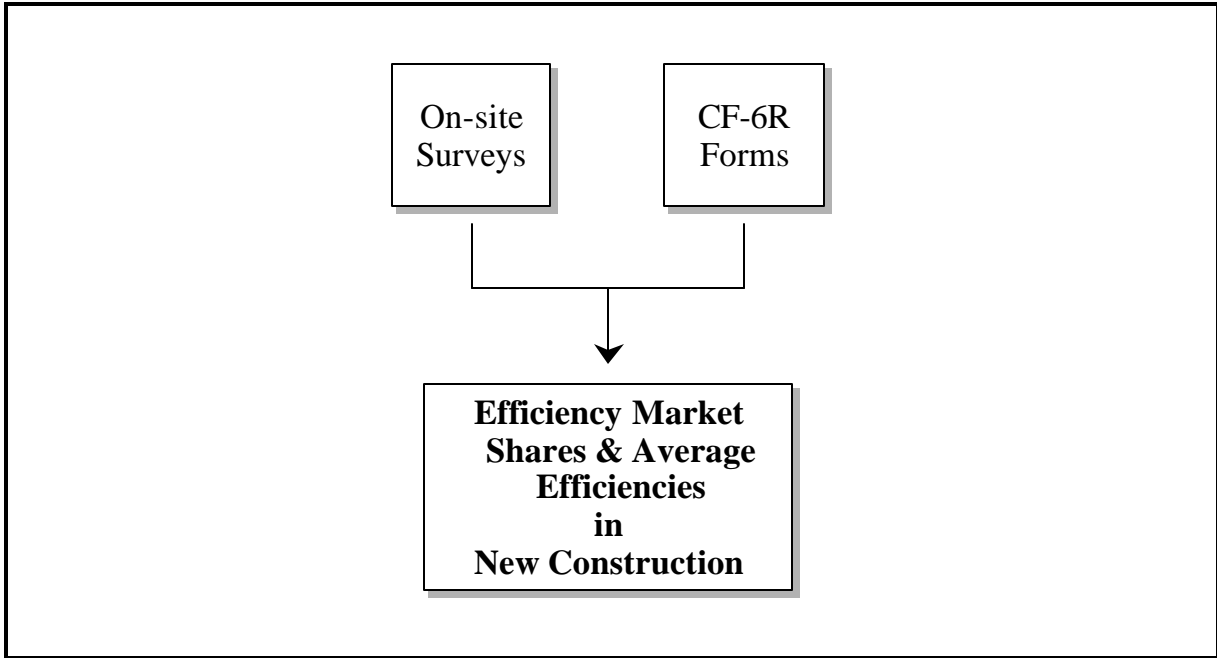 On-site
Surveys
CF-6R
Forms
Efficiency Market
Shares & Average
Efficiencies
in
New Construction